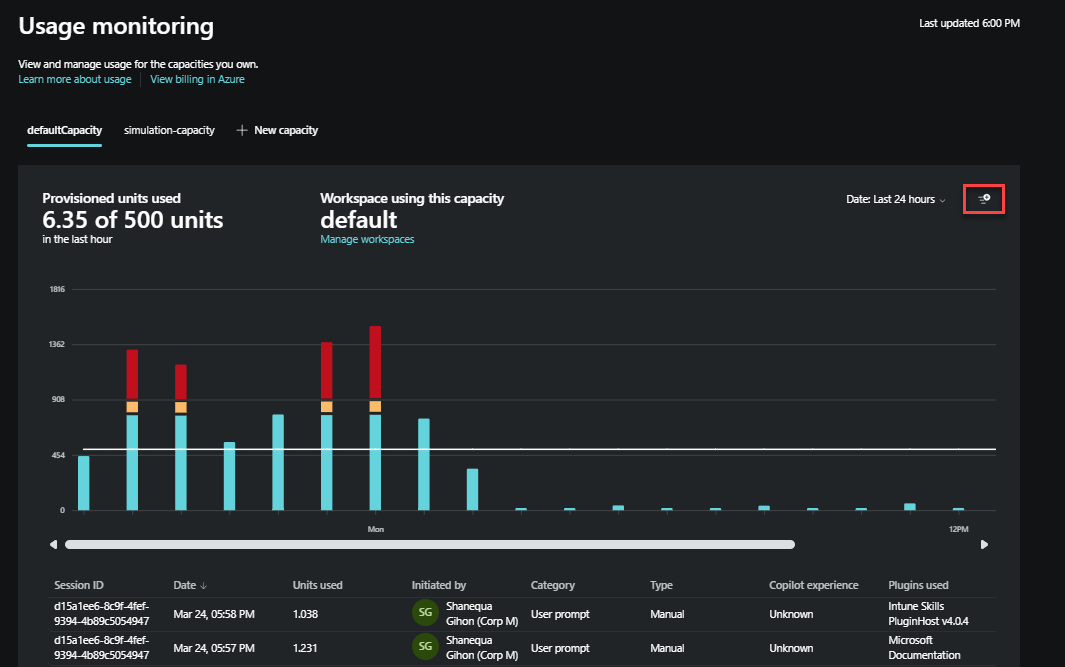 Usage monitoring
Last updated 6:00 PM
View and manage usage for the capacities you own.
Learn more about usage
View billing in Azure
defaultCapacity
simulation-capacity
New capacity
Provisioned units used
6.35 of 500 units
in the last hour
Workspace using this capacity
default
Manage workspaces
Date: Last 24 hours
1816
1362
908
454
0
Mon
12PM
Session ID
Date
Units used
Initiated by
Category
Type
Copilot experience
Plugins used
d15a1ee6-8c9f-4fef-
9394-4b89c5054947
Mar 24, 05:58 PM
1.038
SG
Shanequa
Gihon (Corp M)
User prompt
Manual
Unknown
Intune Skills
PluginHost v4.0.4
d15a1ee6-8c9f-4fef-
9394-4b89c5054947
Mar 24, 05:57 PM
1.231
SG
Shanequa
Gihon (Corp M)
User prompt
Manual
Unknown
Microsoft
Documentation